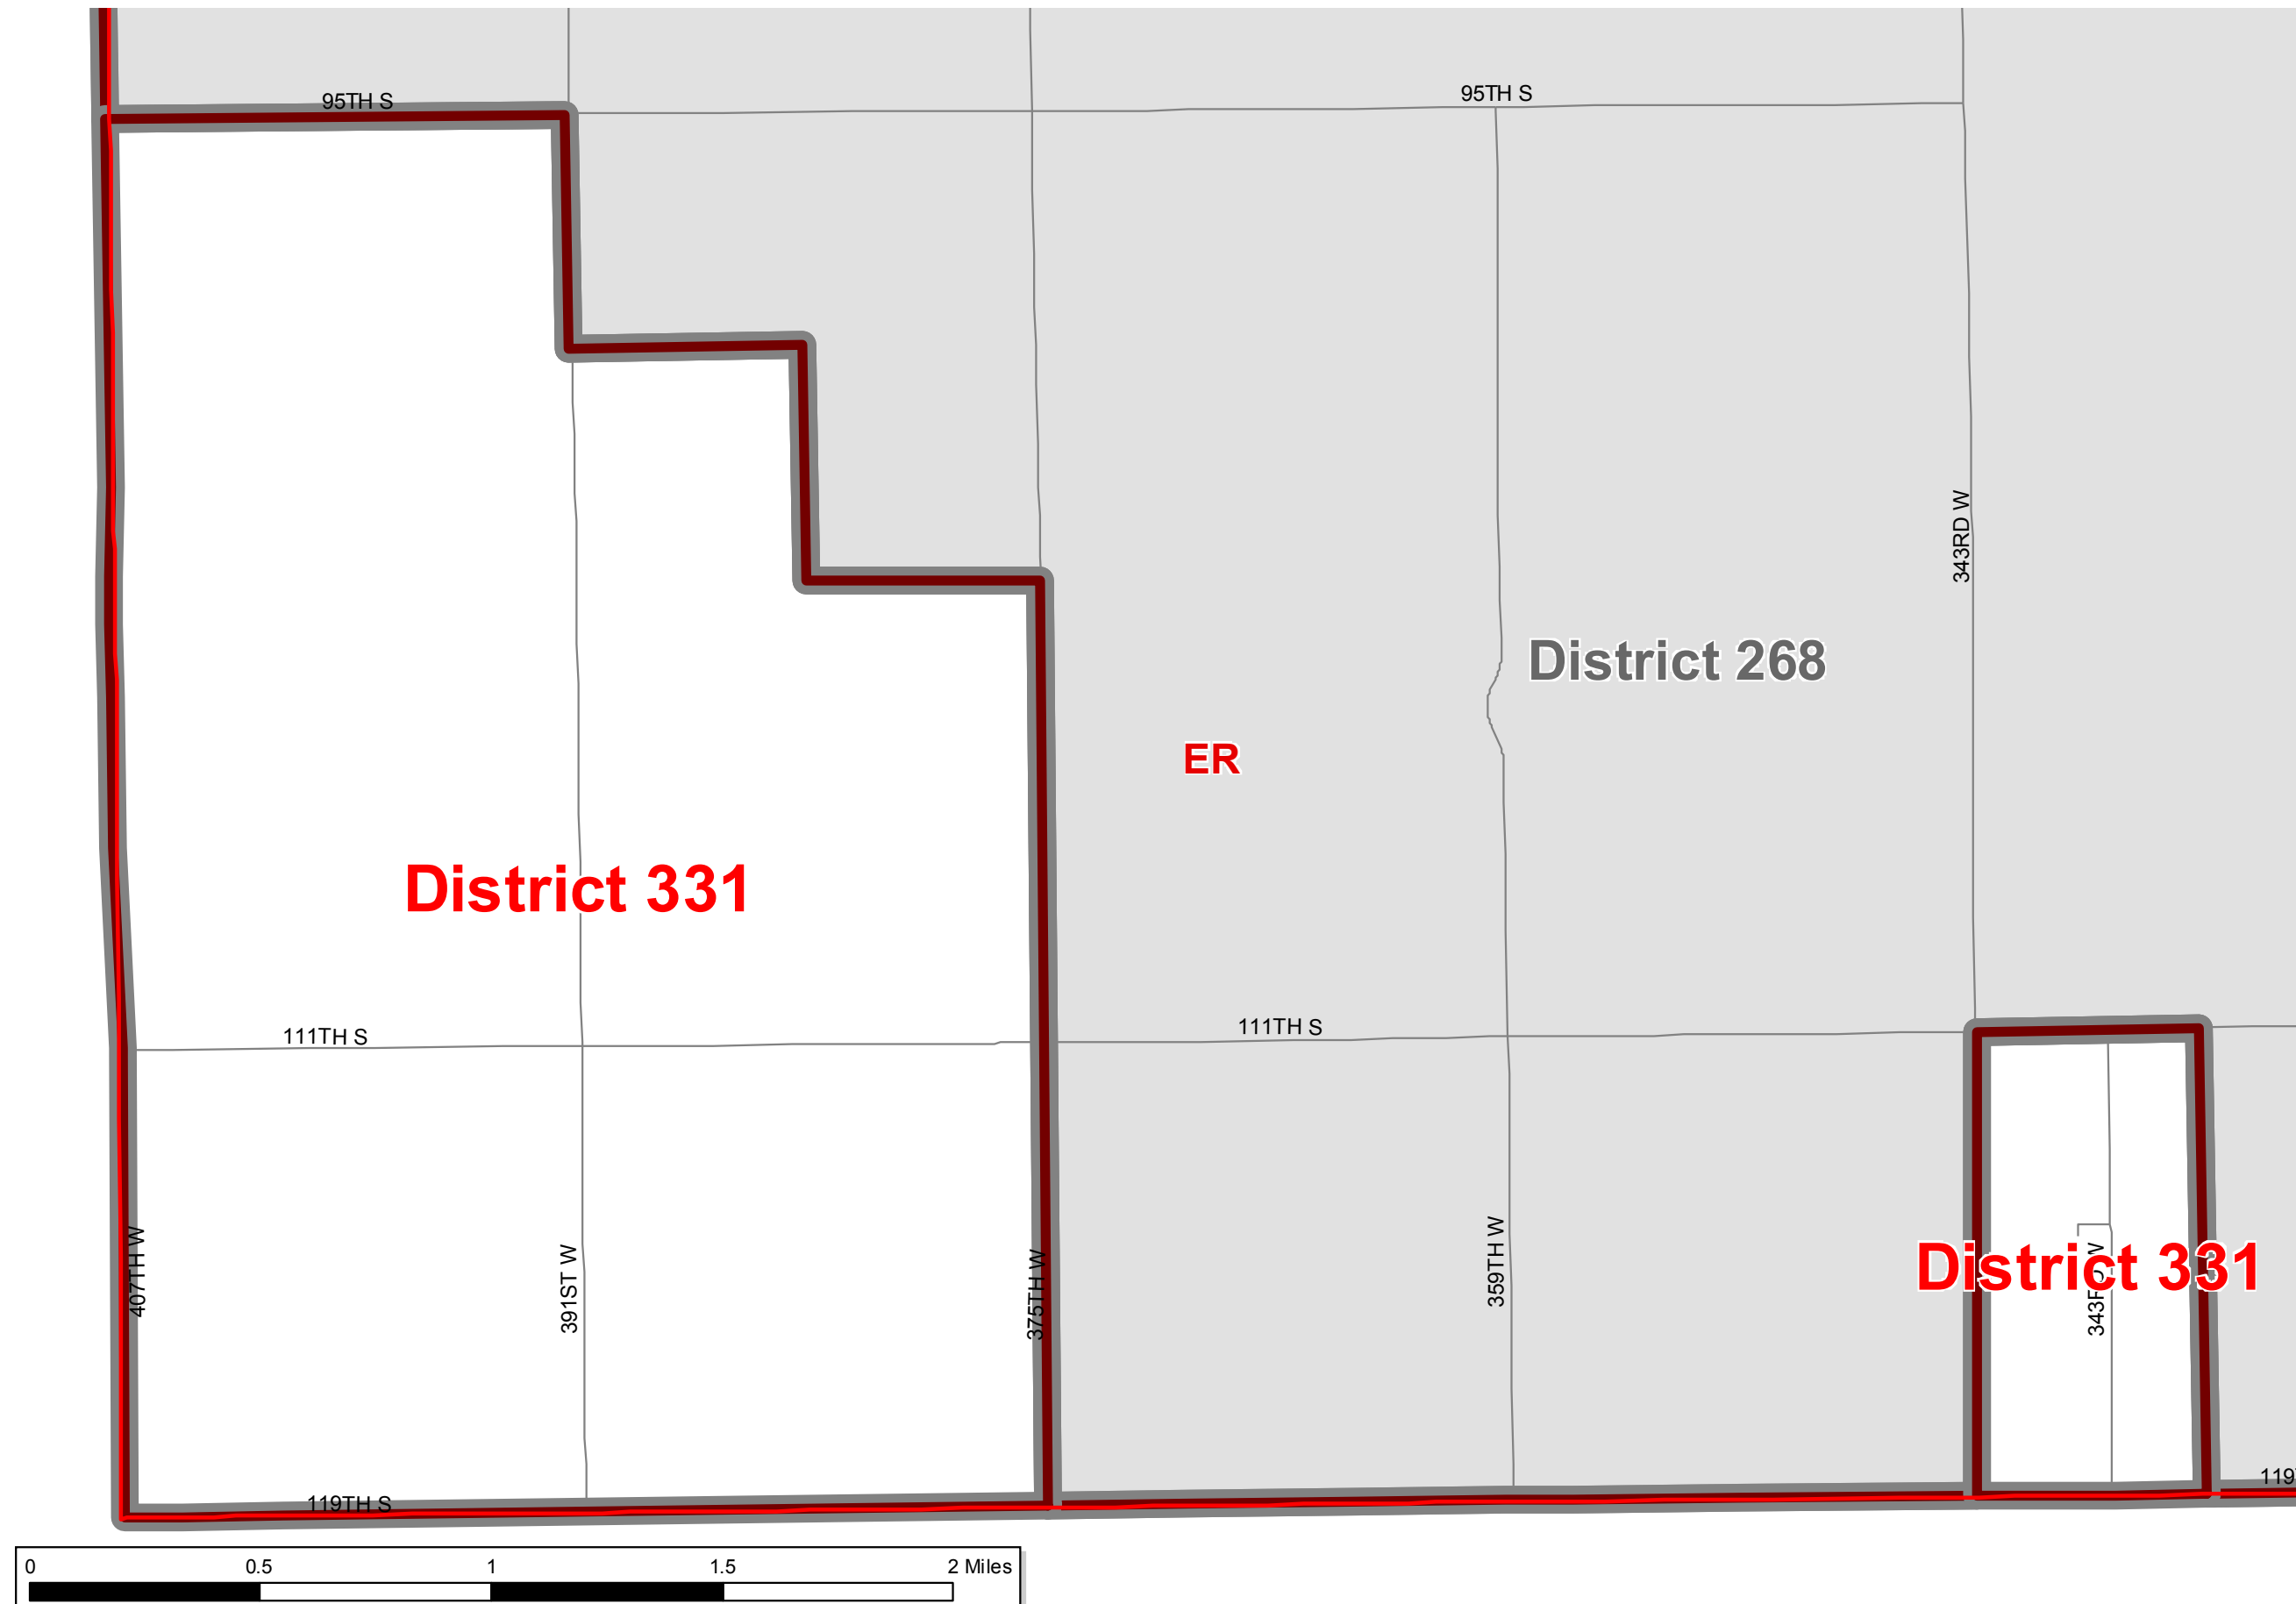 95TH S
95TH S
343RD W
District 268
ER
District 331
111TH S
111TH S
407TH W
391ST W
375TH W
359TH W
District 331
119TH S
0 0.5 1 1.5 2 Miles